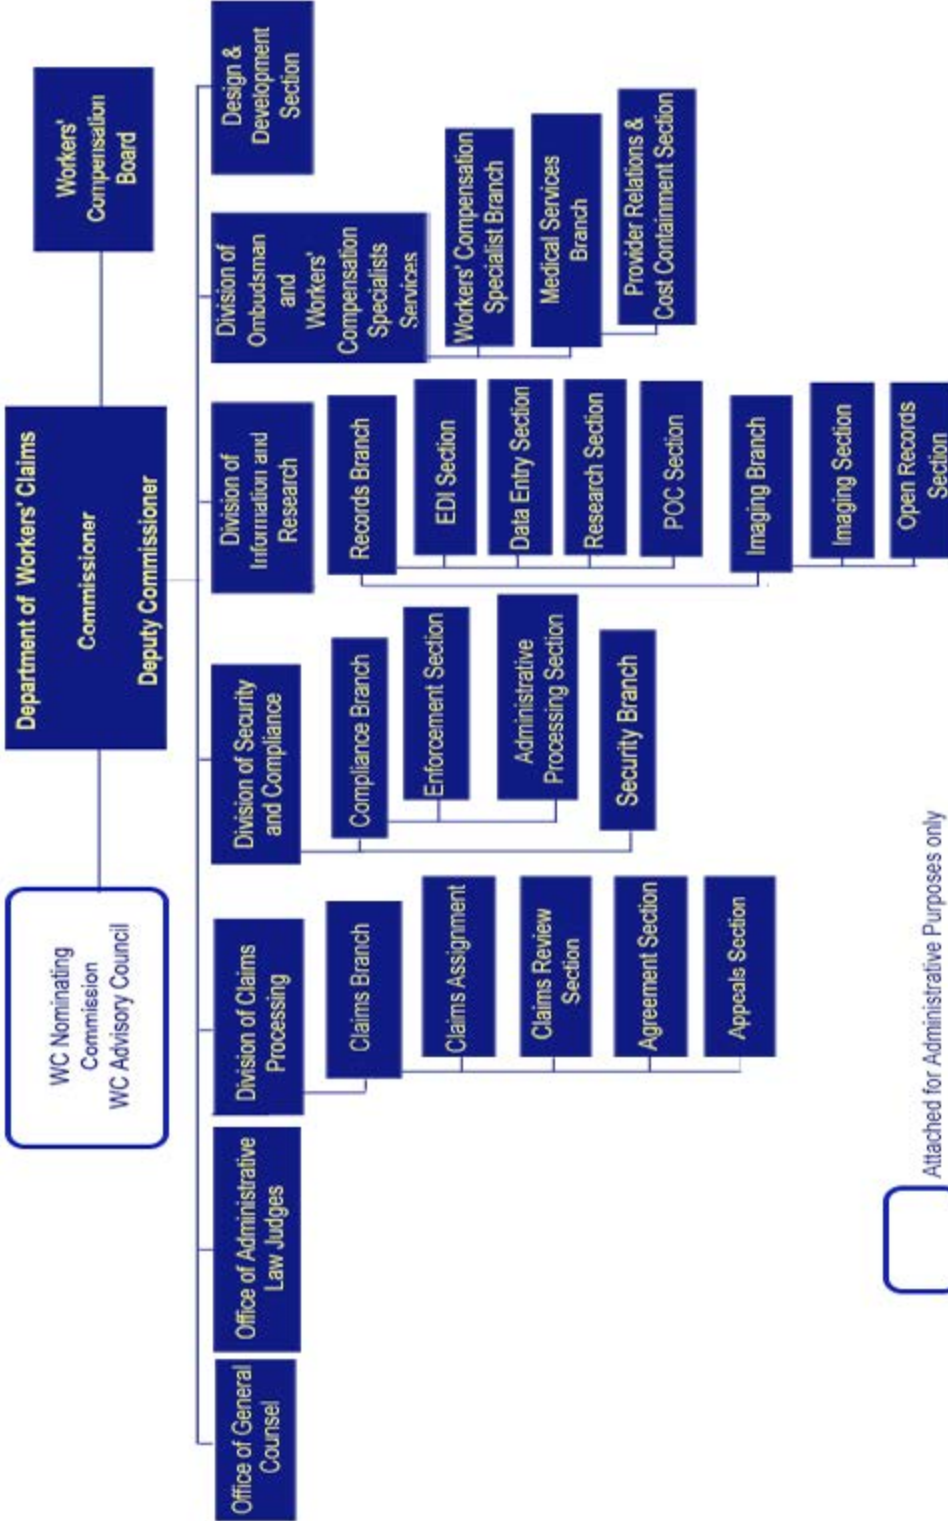 Department of Workers' Claims
Commissioner
Deputy Commissioner
WC Nominating
Commission
WC Advisory Council
Workers'
Compensation
Board
Office of General
Counsel
Office of Administrative
Law Judges
Division of Claims
Processing
Claims Branch
Claims Assignment
Claims Review
Section
Agreement Section
Appeals Section
Division of Security
and Compliance
Compliance Branch
Enforcement Section
Administrative
Processing Section
Security Branch
Division of
Information and
Research
Records Branch
EDI Section
Data Entry Section
Research Section
POC Section
Imaging Branch
Imaging Section
Open Records
Section
Division of
Ombudsman
and
Workers'
Compensation
Specialists
Services
Workers' Compensation
Specialist Branch
Medical Services
Branch
Provider Relations &
Cost Containment Section
Design &
Development
Section
Attached for Administrative Purposes only